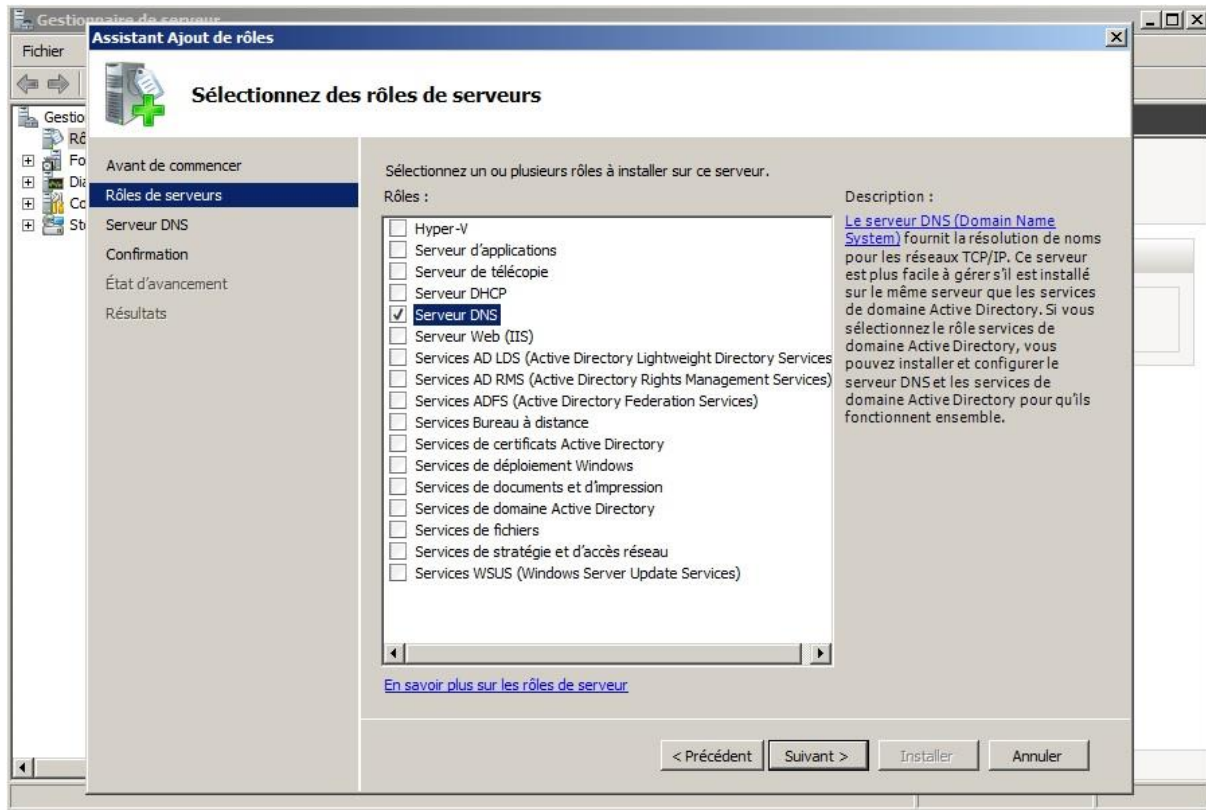 Gestionnaire de serveur
Assistant Ajout de rôles
Fichier
Sélectionnez des rôles de serveurs
Gestio
Rô
Fo
Dia
Co
St
Avant de commencer
Rôles de serveurs
Serveur DNS
Confirmation
État d'avancement
Résultats
Sélectionnez un ou plusieurs rôles à installer sur ce serveur.
Rôles :
Hyper-V
Serveur d'applications
Serveur de télécopie
Serveur DHCP
Serveur DNS
Serveur Web (IIS)
Services AD LDS (Active Directory Lightweight Directory Services
Services AD RMS (Active Directory Rights Management Services)
Services ADFS (Active Directory Federation Services)
Services Bureau à distance
Services de certificats Active Directory
Services de déploiement Windows
Services de documents et d'impression
Services de domaine Active Directory
Services de fichiers
Services de stratégie et d'accès réseau
Services WSUS (Windows Server Update Services)
En savoir plus sur les rôles de serveur
Description :
Le serveur DNS (Domain Name
System) fournit la résolution de noms
pour les réseaux TCP/IP. Ce serveur
est plus facile à gérer s'il est installé
sur le même serveur que les services
de domaine Active Directory. Si vous
sélectionnez le rôle services de
domaine Active Directory, vous
pouvez installer et configurer le
serveur DNS et les services de
domaine Active Directory pour qu'ils
fonctionnent ensemble.
< Précédent
Suivant >
Installer
Annuler